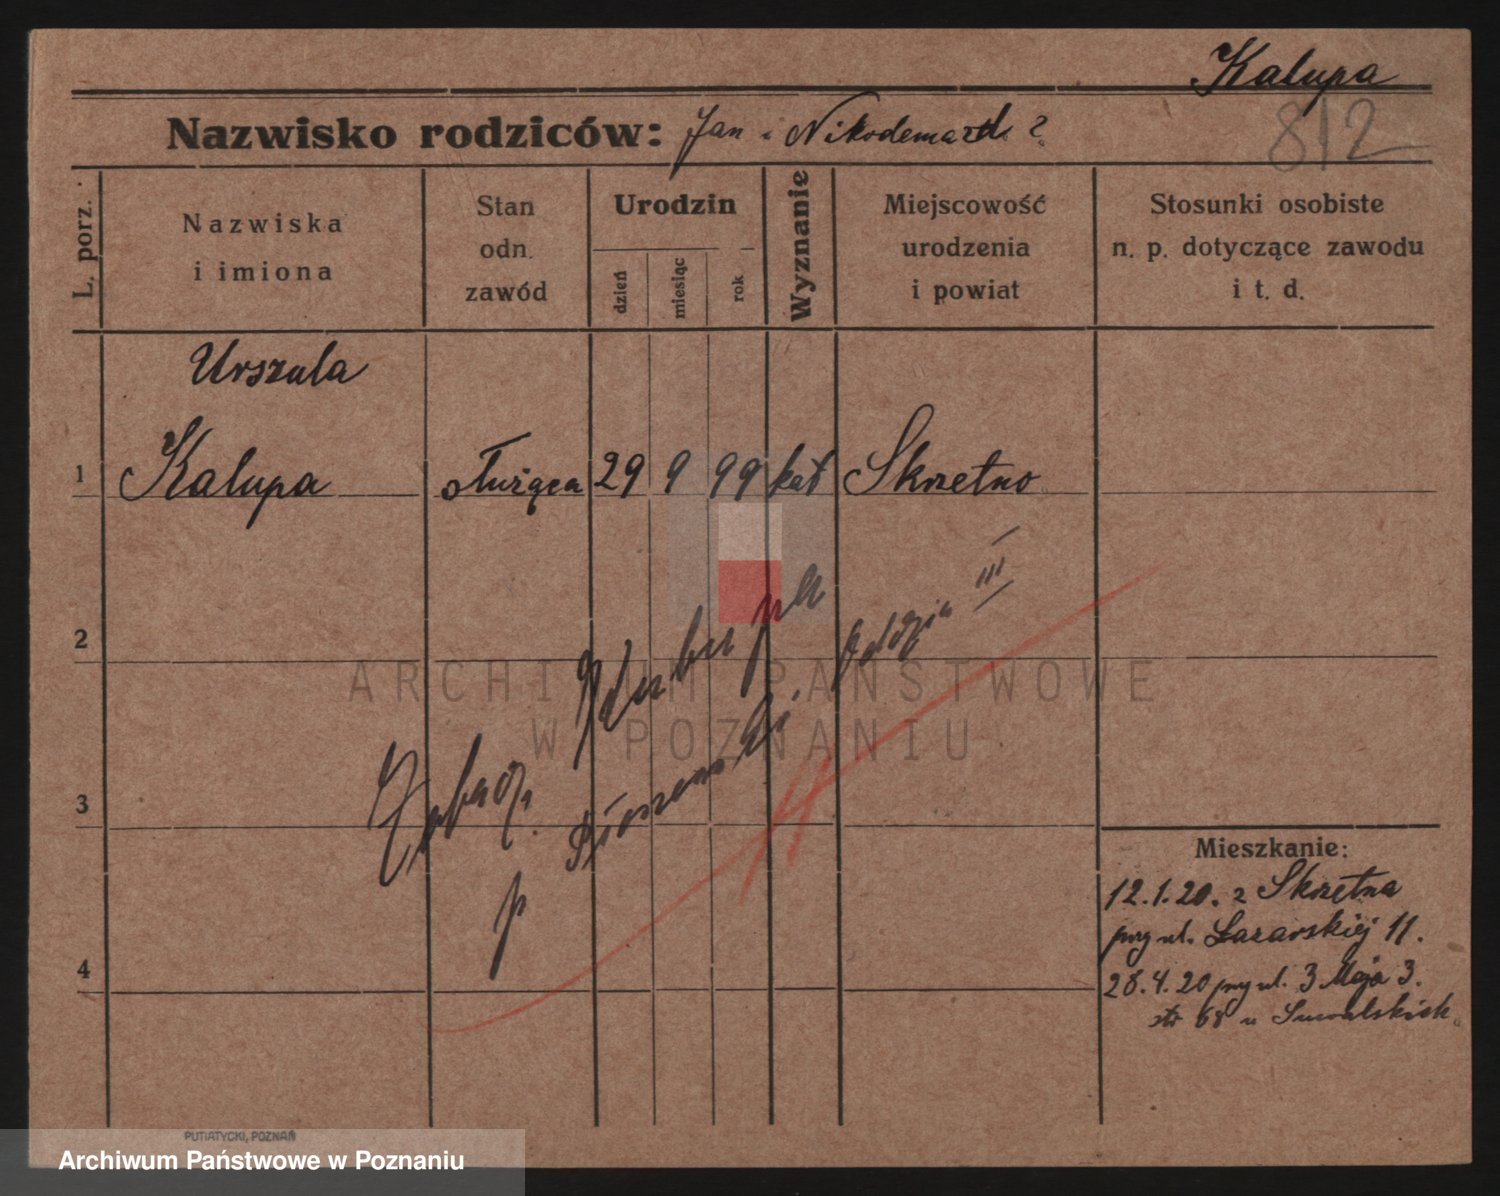 Kalupa
Nazwisko rodziców: Jan i
812
L. porz.
Nazwiska
i imiona
Stan
odn.
zawód
Urodzin
dzień
miesiąc
rok
Wyznanie
Miejscowość
urodzenia
i powiat
Stosunki osobiste
n. p. dotyczące zawodu
i t. d.
Urszula
1 Kalupa służąca 29 9 99 kat Skrzetno
2
3
4
ARCHIWUM PAŃSTWOWE
W POZNANIU
III
Mieszkanie:
12.1.20. z Skrzetna
przy ul. Łazarskiej 11.
28.4.20 przy ul. 3 Maja 3.
68 u
PUTIATYCKI, POZNAŃ
Archiwum Państwowe w Poznaniu